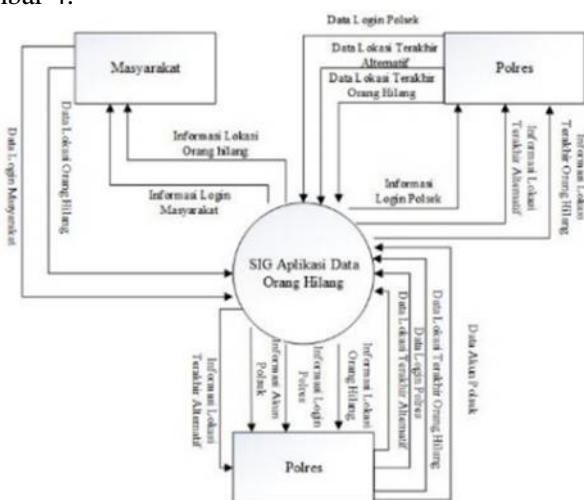 mbar 4.
Data Login Polsek
Data Lokasi Terakhir
Alternatif
Data Lokasi Terakhir
Orang Hilang
Masyarakat
Polres
Informasi Lokasi
Orang hilang
Informasi Login
Masyarakat
Informasi
Login Polsek
Informasi Lokasi
Terakhir Alternatif
Informasi Lokasi
Terakhir Orang Hilang
Data Lokasi Orang Hilang
Data Login Masyarakat
SIG Aplikasi Data
Orang Hilang
Informasi Lokasi
Terakhir Alternatif
Informasi Akun
Polsek
Informasi Login
Polres
Informasi Lokasi
Orang Hilang
Data Lokasi Terakhir Alternatif
Data Login Polres
Data Lokasi Terakhir Orang Hilang
Data Akun Polsek
Polres